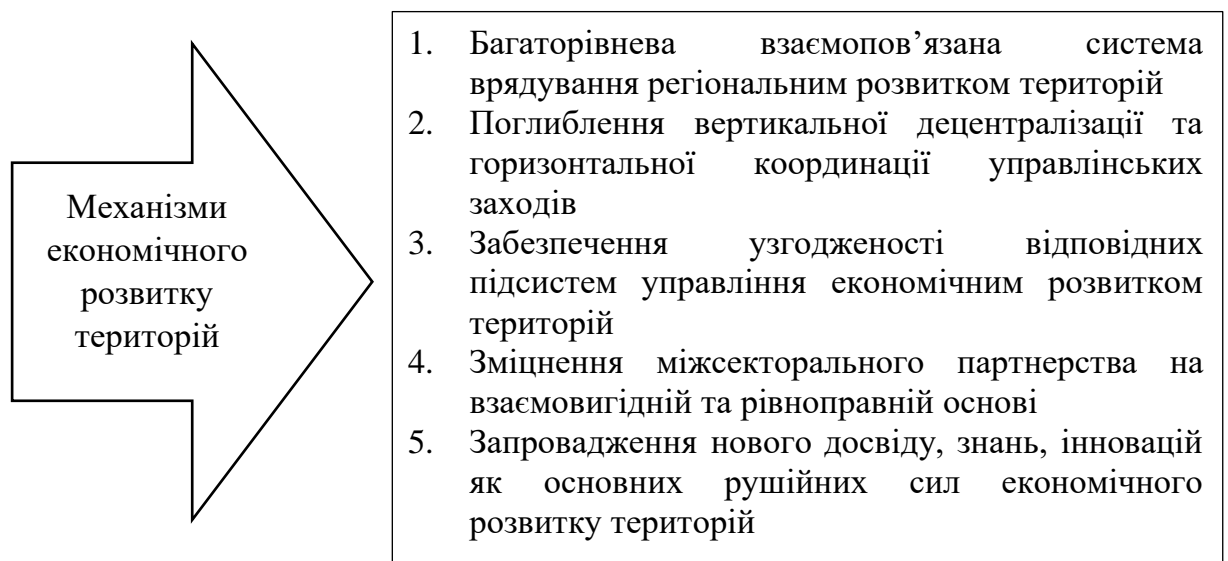 Механізми
економічного
розвитку
територій
1. Багаторівнева взаємопов’язана система
врядування регіональним розвитком територій
2. Поглиблення вертикальної децентралізації та
горизонтальної координації управлінських
заходів
3. Забезпечення узгодженості відповідних
підсистем управління економічним розвитком
територій
4. Зміцнення міжсекторального партнерства на
взаємовигідній та рівноправній основі
5. Запровадження нового досвіду, знань, інновацій
як основних рушійних сил економічного
розвитку територій